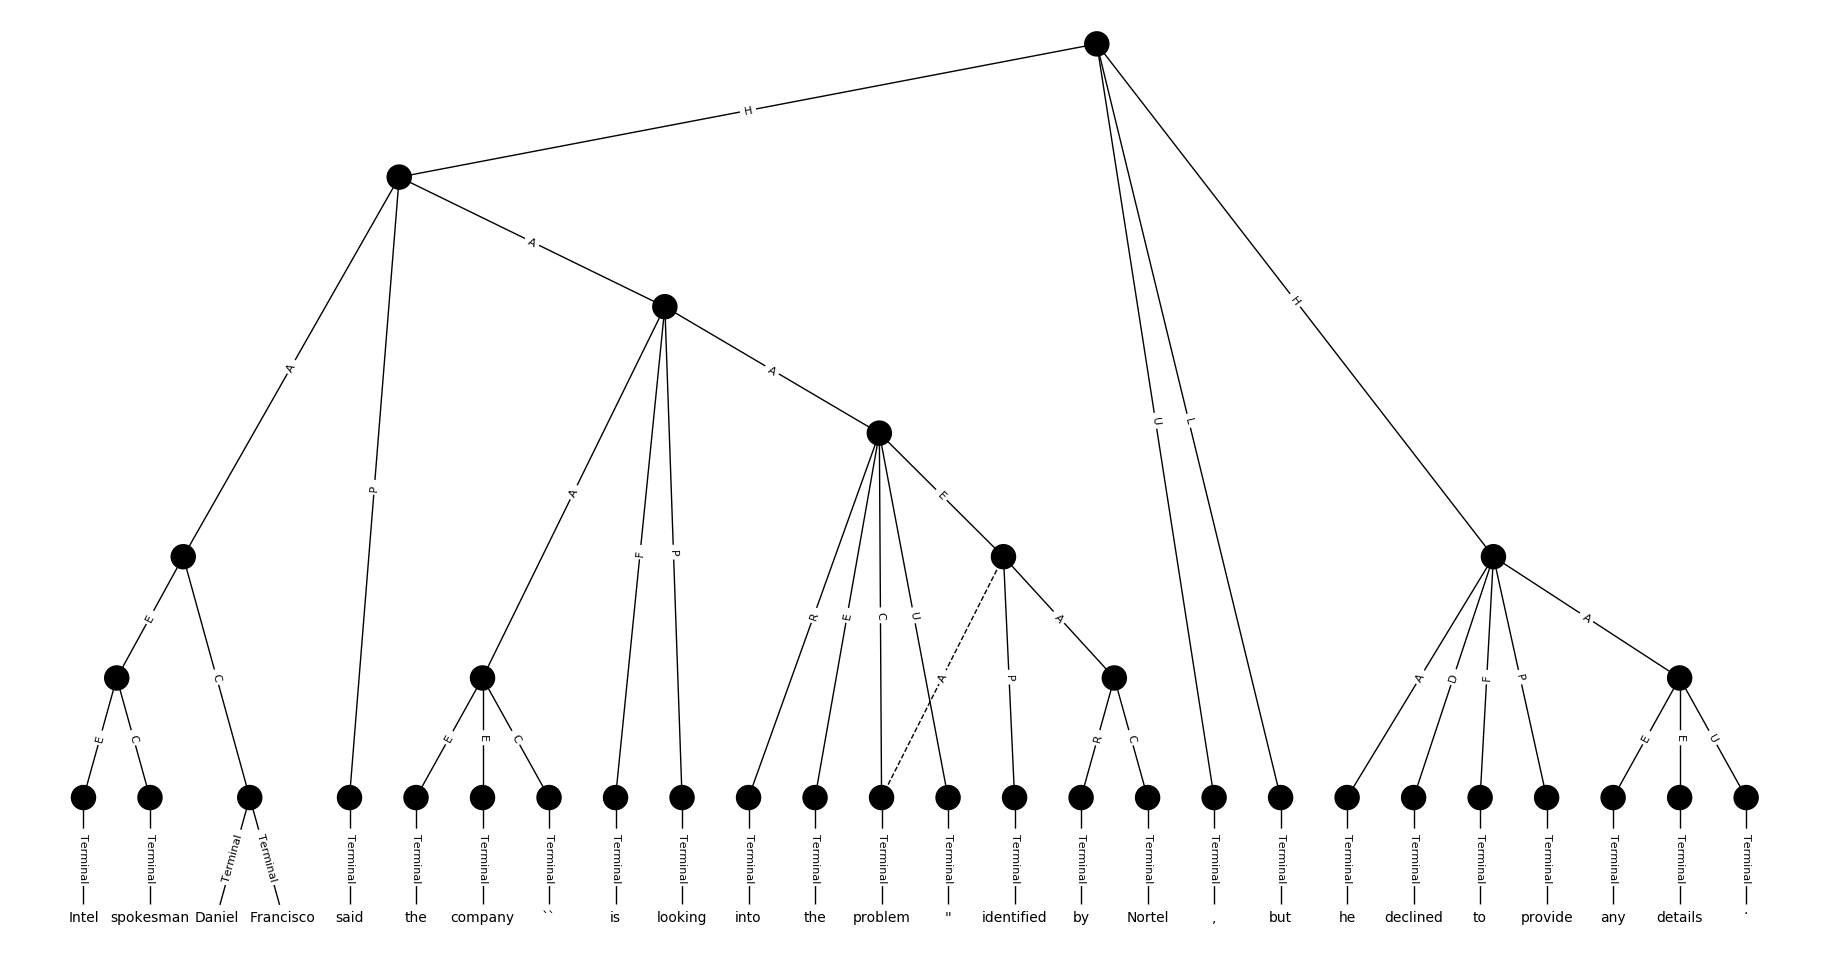 H
H
A
A
P
A
A
F
P
E
C
U
L
R
E
C
U
E
A
P
A
A
D
F
P
A
E
C
E
E
C
R
C
E
E
U
Terminal Terminal Terminal Terminal Terminal Terminal Terminal Terminal Terminal Terminal Terminal Terminal Terminal Terminal Terminal Terminal Terminal Terminal Terminal Terminal Terminal Terminal Terminal Terminal Terminal Terminal
Intel spokesman Daniel Francisco said the company `` is looking into the problem " identified by Nortel , but he declined to provide any details .